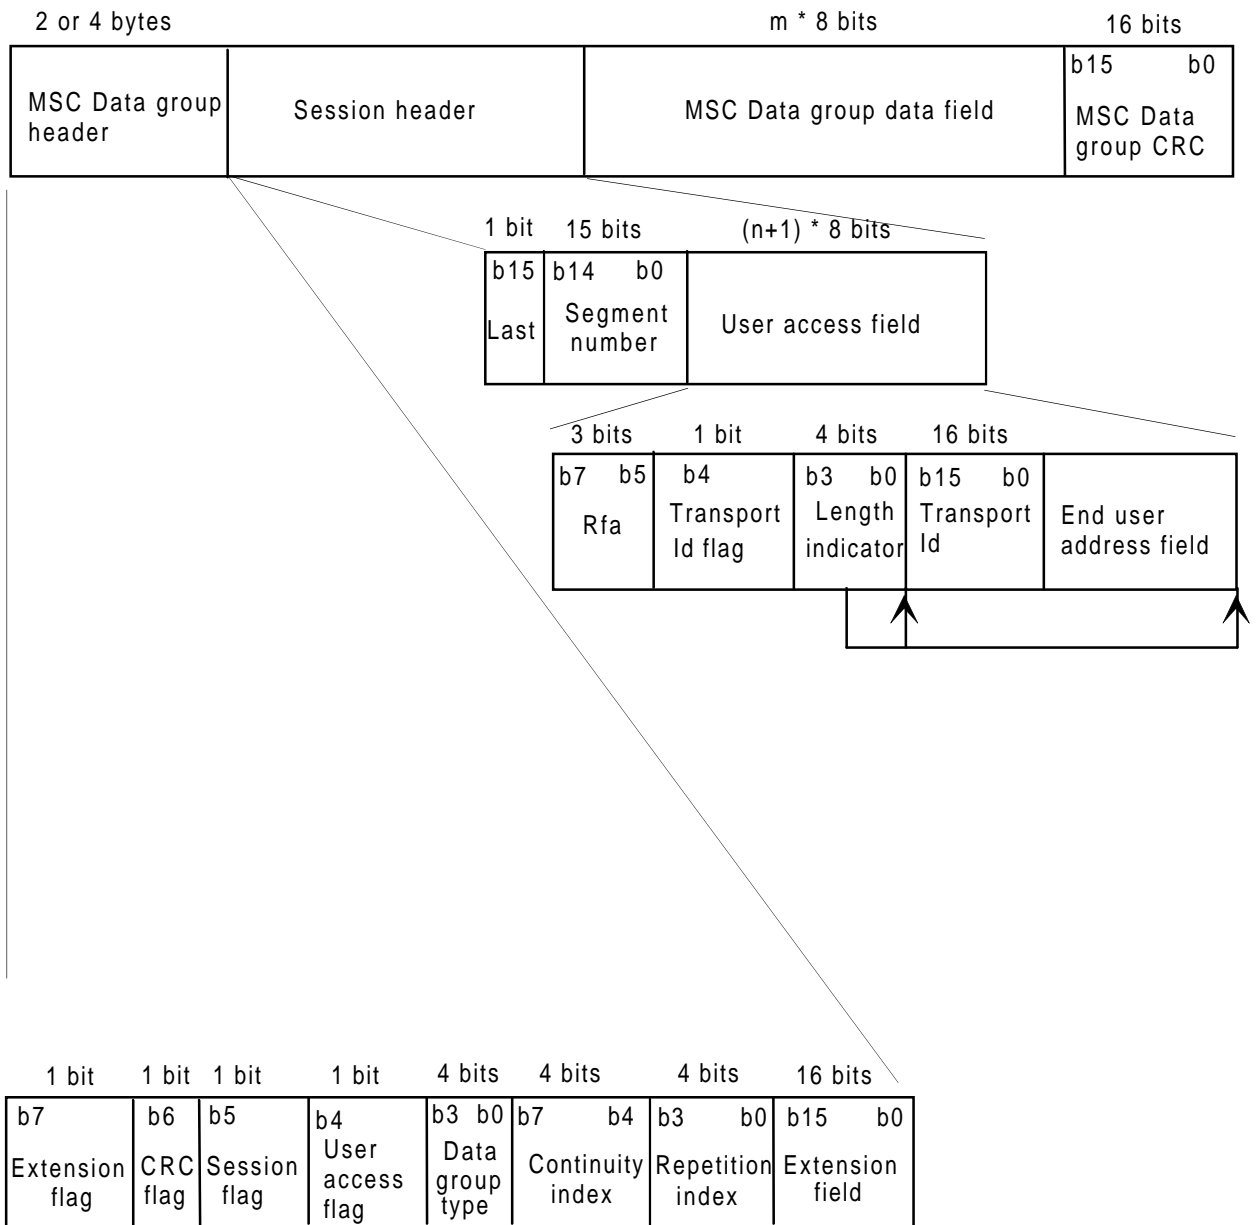 2 or 4 bytes m * 8 bits 16 bits
b15 b0
MSC Data group
header
Session header
MSC Data group data field
MSC Data
group CRC
1 bit 15 bits (n+1) * 8 bits
b15 b14 b0
Last
Segment
number
User access field
3 bits 1 bit 4 bits 16 bits
b7 b5 b4 b3 b0 b15 b0
Rfa
Transport
Id flag
Length
indicator
Transport
Id
End user
address field
1 bit 1 bit 1 bit 1 bit 4 bits 4 bits 4 bits 16 bits
b7 b6 b5 b4 b3 b0 b7 b4 b3 b0 b15 b0
Extension
flag
CRC
flag
Session
flag
User
access
flag
Data
group
type
Continuity
index
Repetition
index
Extension
field